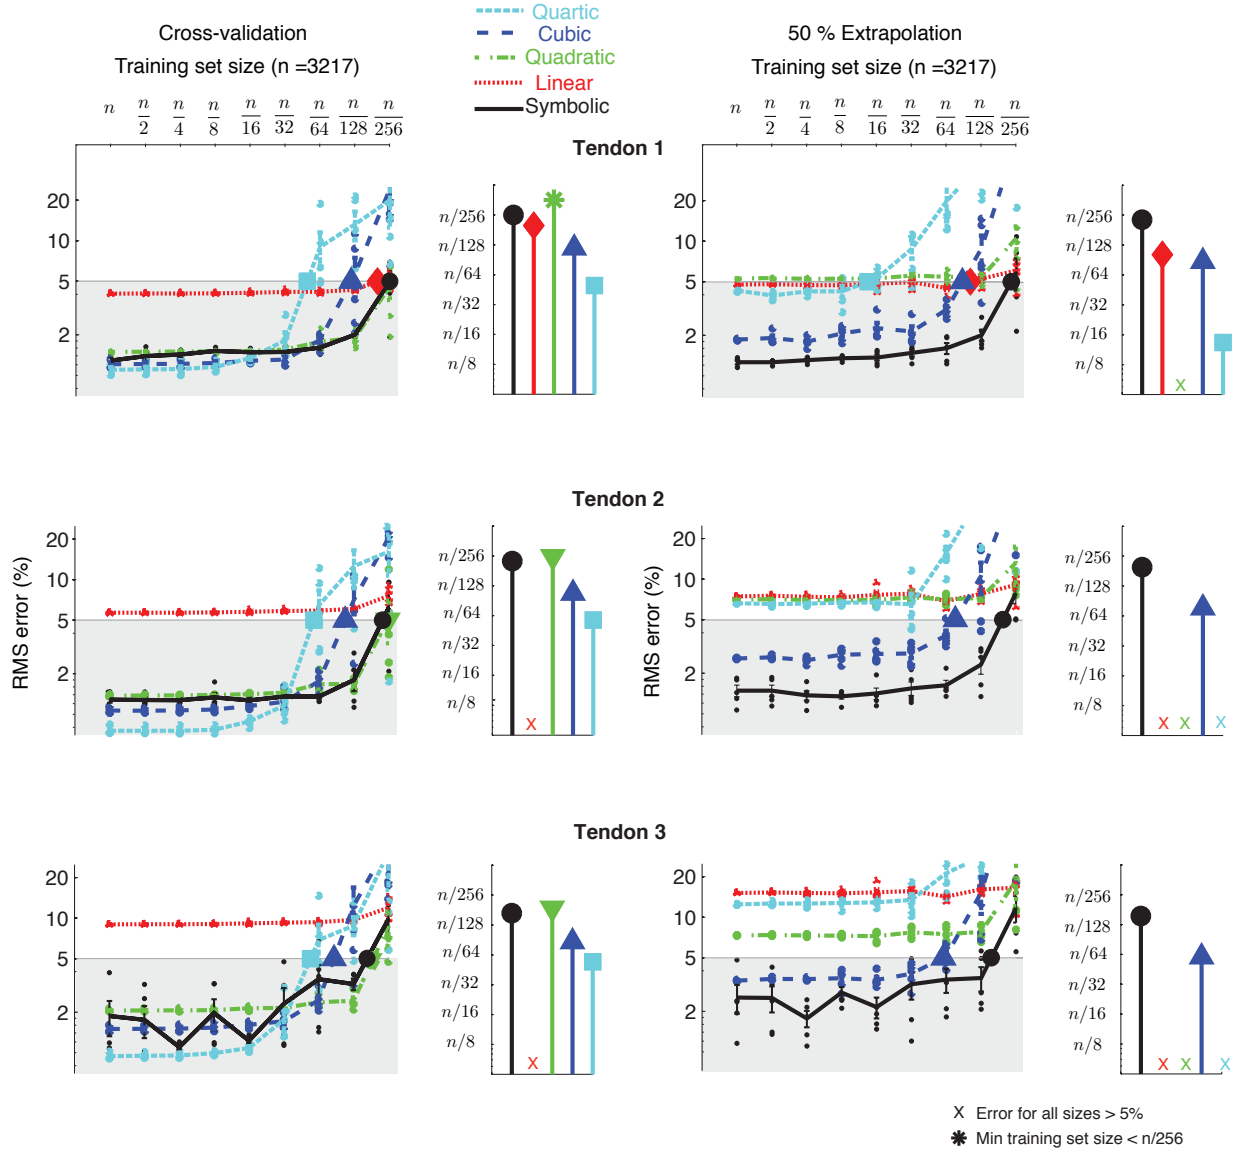 Quartic
Cubic
Quadratic
Linear
Symbolic
Cross-validation
Training set size (n =3217)
50 % Extrapolation
Training set size (n =3217)
n n/2 n/4 n/8 n/16 n/32 n/64 n/128 n/256
n n/2 n/4 n/8 n/16 n/32 n/64 n/128 n/256
Tendon 1
20
10
5
2
n/256
n/128
n/64
n/32
n/16
n/8
20
10
5
2
n/256
n/128
n/64
n/32
n/16
n/8
x
Tendon 2
RMS error (%)
20
10
5
2
n/256
n/128
n/64
n/32
n/16
n/8
x
RMS error (%)
20
10
5
2
n/256
n/128
n/64
n/32
n/16
n/8
x x x
Tendon 3
20
10
5
2
n/256
n/128
n/64
n/32
n/16
n/8
x
20
10
5
2
n/256
n/128
n/64
n/32
n/16
n/8
x x x
X Error for all sizes > 5%
✱ Min training set size < n/256